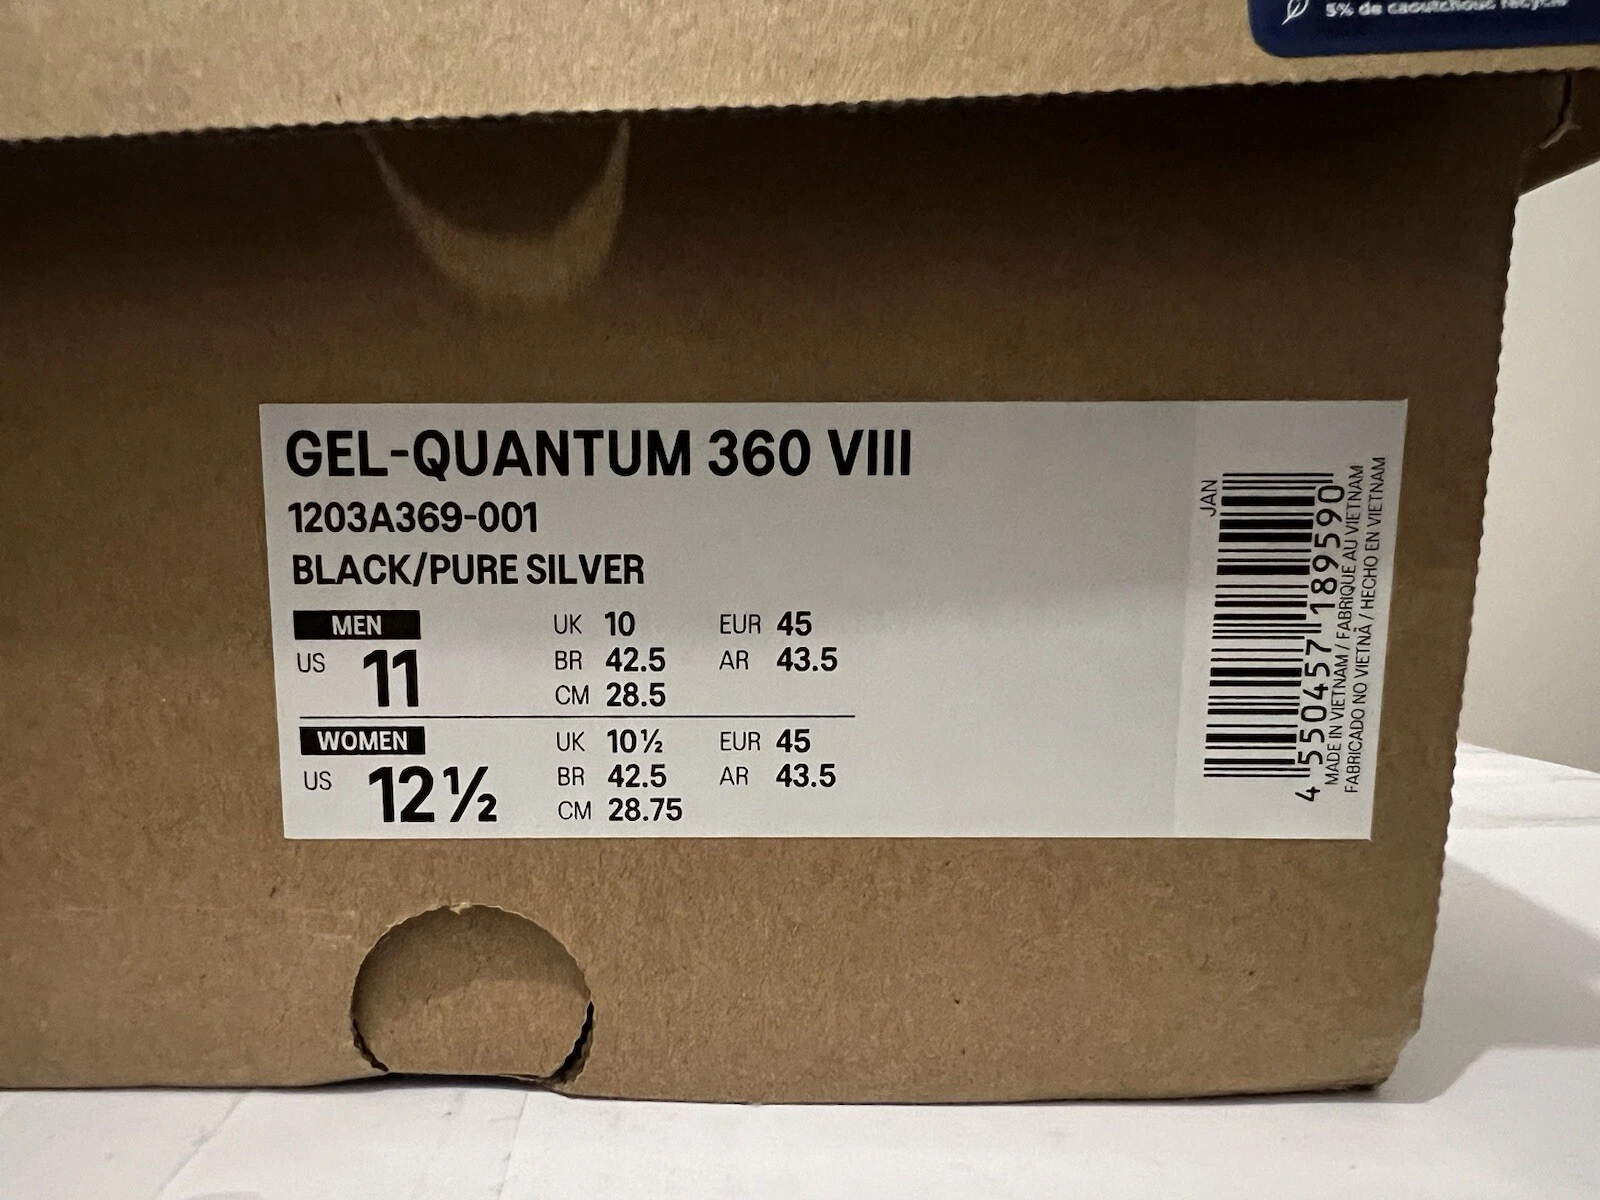 5% de caoutchouc recyclé
GEL-QUANTUM 360 VIII
1203A369-001
BLACK/PURE SILVER
MEN
US 11
UK 10 EUR 45
BR 42.5 AR 43.5
CM 28.5
WOMEN
US 12½
UK 10½ EUR 45
BR 42.5 AR 43.5
CM 28.75
JAN
4 550457 189590
MADE IN VIETNAM / FABRIQUE AU VIETNAM
FABRICADO NO VIETNÃ / HECHO EN VIETNAM